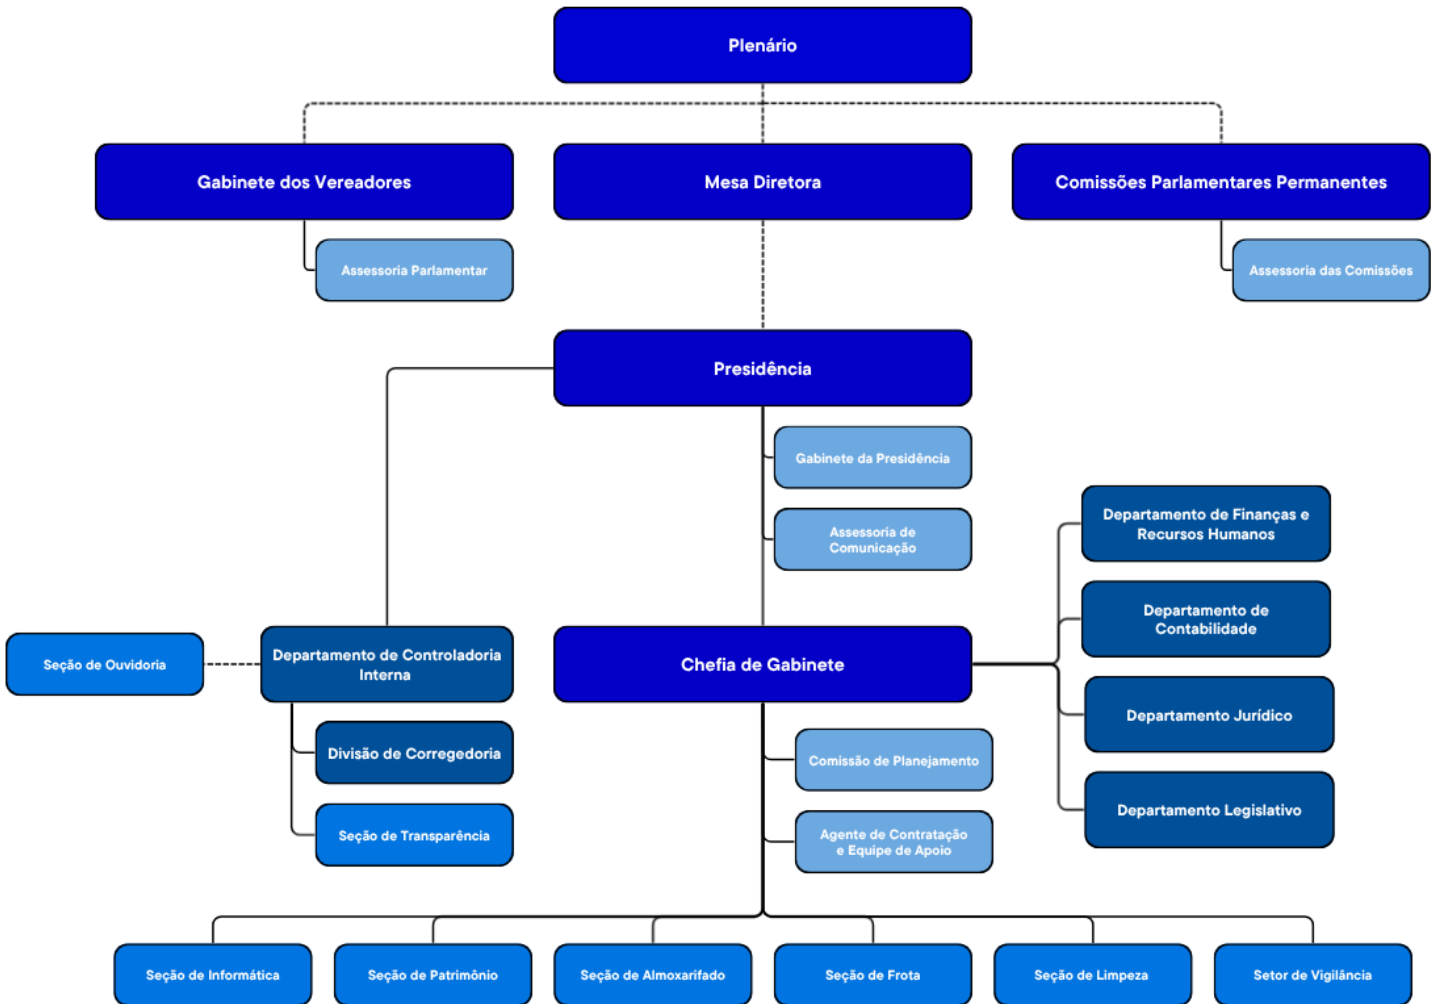 Plenário
Gabinete dos Vereadores
Mesa Diretora
Comissões Parlamentares Permanentes
Assessoria Parlamentar
Assessoria das Comissões
Presidência
Gabinete da Presidência
Assessoria de
Comunicação
Departamento de Finanças e
Recursos Humanos
Departamento de
Contabilidade
Seção de Ouvidoria
Departamento de Controladoria
Interna
Chefia de Gabinete
Departamento Jurídico
Divisão de Corregedoria
Comissão de Planejamento
Departamento Legislativo
Seção de Transparência
Agente de Contratação
e Equipe de Apoio
Seção de Informática
Seção de Patrimônio
Seção de Almoxarifado
Seção de Frota
Seção de Limpeza
Setor de Vigilância